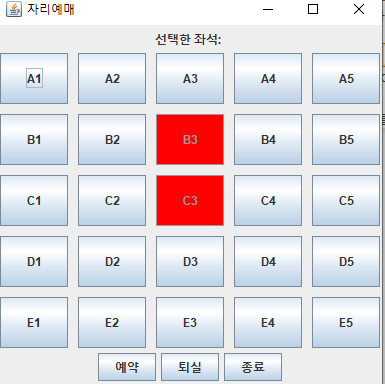 자리예매
선택한 좌석:
A1 A2 A3 A4 A5
B1 B2 B3 B4 B5
C1 C2 C3 C4 C5
D1 D2 D3 D4 D5
E1 E2 E3 E4 E5
예약 퇴실 종료